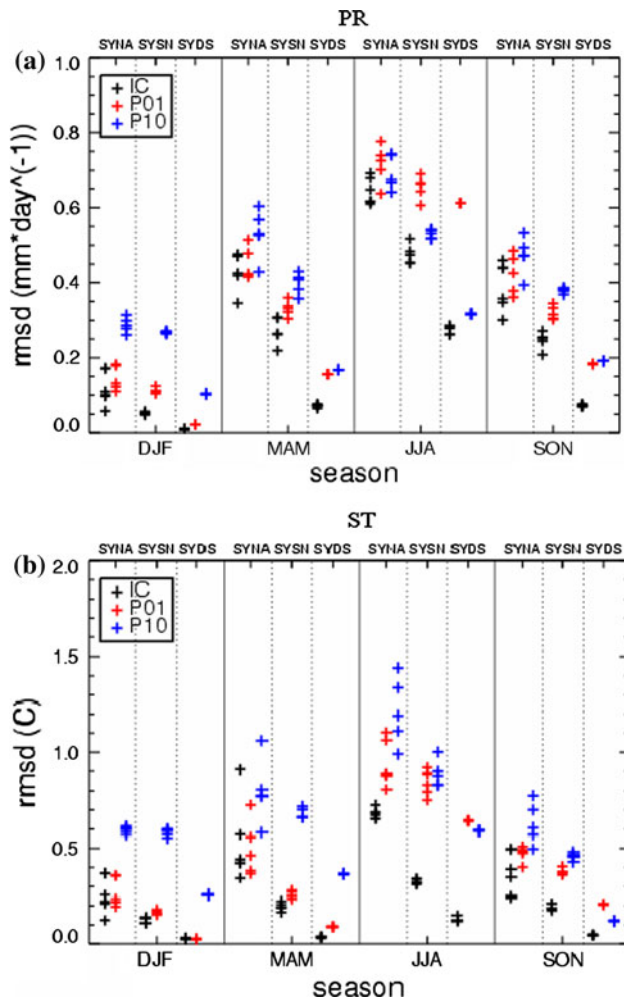 PR
SYNA SYSN SYDS SYNA SYSN SYDS SYNA SYSN SYDS SYNA SYSN SYDS
(a)
1.0
IC
P01
P10
0.8
0.6
0.4
0.2
0.0
rmsd (mm*day^(-1))
DJF MAM JJA SON
season
ST
SYNA SYSN SYDS SYNA SYSN SYDS SYNA SYSN SYDS SYNA SYSN SYDS
(b)
2.0
IC
P01
P10
1.5
1.0
0.5
0.0
rmsd (C)
DJF MAM JJA SON
season